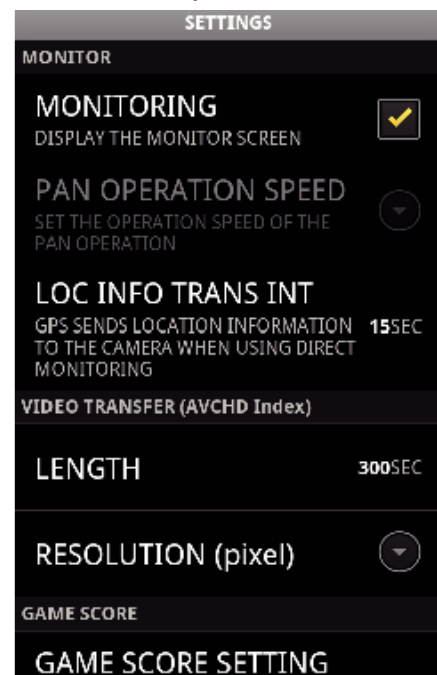 SETTINGS
MONITOR
MONITORING
DISPLAY THE MONITOR SCREEN
PAN OPERATION SPEED
SET THE OPERATION SPEED OF THE
PAN OPERATION
LOC INFO TRANS INT
GPS SENDS LOCATION INFORMATION
TO THE CAMERA WHEN USING DIRECT
MONITORING
15SEC
VIDEO TRANSFER (AVCHD Index)
LENGTH
300SEC
RESOLUTION (pixel)
GAME SCORE
GAME SCORE SETTING